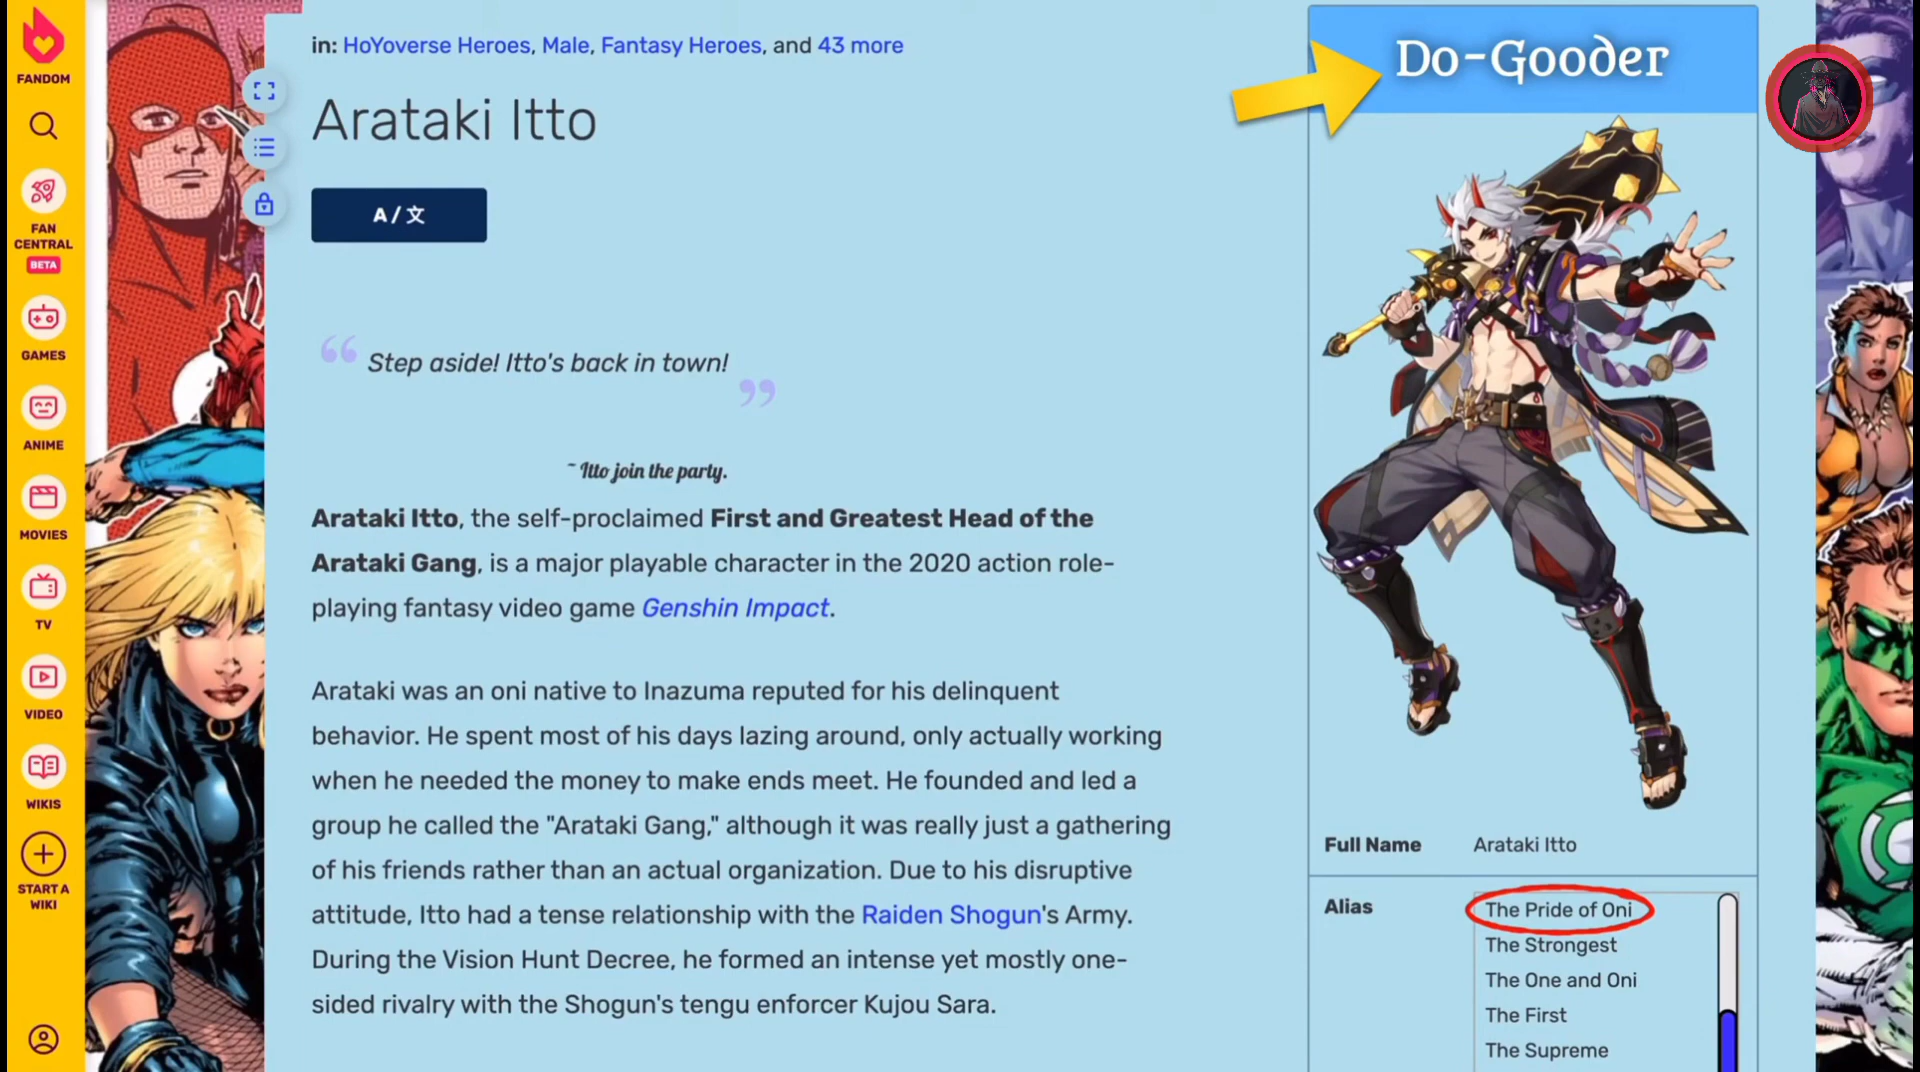 FANDOM
FAN
CENTRAL
BETA
GAMES
ANIME
MOVIES
TV
VIDEO
WIKIS
START A
WIKI
in: HoYoverse Heroes, Male, Fantasy Heroes, and 43 more
Arataki Itto
A / 文
“ Step aside! Itto's back in town! ”
~ Itto join the party.
Arataki Itto, the self-proclaimed First and Greatest Head of the
Arataki Gang, is a major playable character in the 2020 action role-
playing fantasy video game Genshin Impact.
Arataki was an oni native to Inazuma reputed for his delinquent
behavior. He spent most of his days lazing around, only actually working
when he needed the money to make ends meet. He founded and led a
group he called the "Arataki Gang," although it was really just a gathering
of his friends rather than an actual organization. Due to his disruptive
attitude, Itto had a tense relationship with the Raiden Shogun's Army.
During the Vision Hunt Decree, he formed an intense yet mostly one-
sided rivalry with the Shogun's tengu enforcer Kujou Sara.
Do-Gooder
Full Name Arataki Itto
Alias The Pride of Oni
The Strongest
The One and Oni
The First
The Supreme